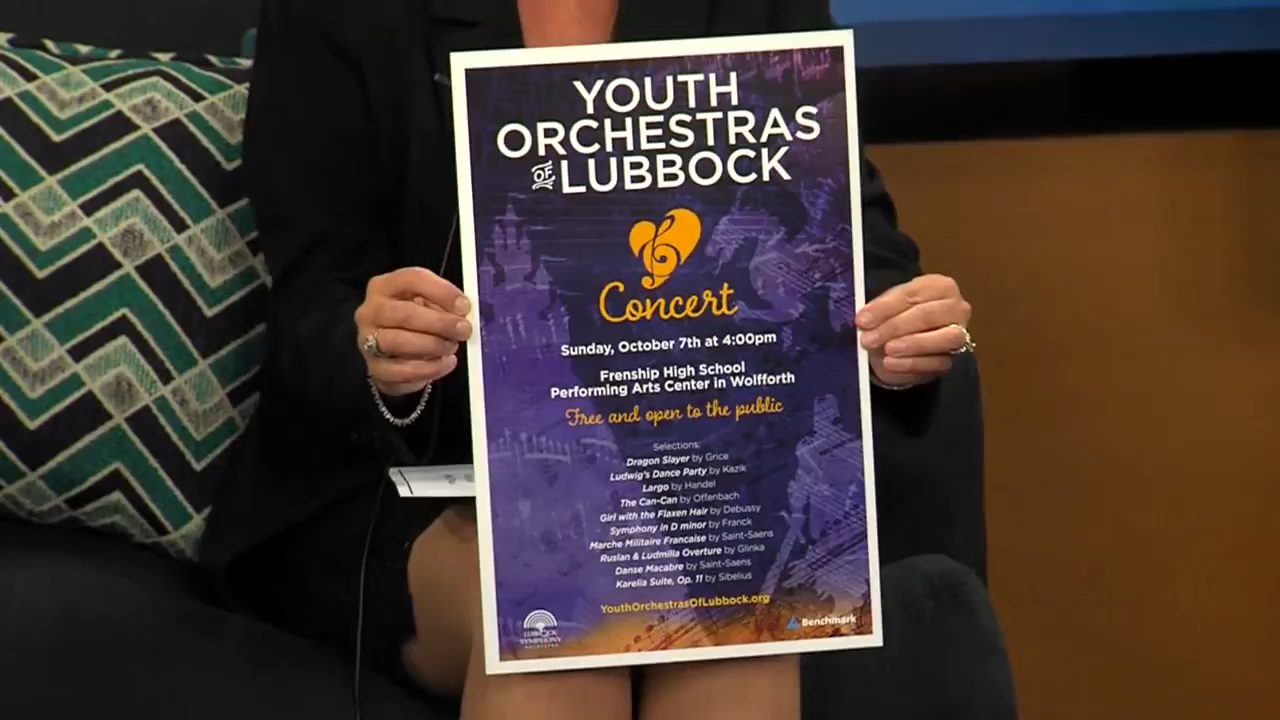 YOUTH
ORCHESTRAS
OF LUBBOCK
Concert
Sunday, October 7th at 4:00pm
Frenship High School
Performing Arts Center in Wolfforth
Free and open to the public
Selections:
Dragon Slayer by Grice
Ludwig's Dance Party by Kazik
Largo by Handel
The Can-Can by Offenbach
Girl with the Flaxen Hair by Debussy
Symphony in D minor by Franck
Marche Militaire Francaise by Saint-Saens
Ruslan & Ludmilla Overture by Glinka
Danse Macabre by Saint-Saens
Karelia Suite, Op. 11 by Sibelius
YouthOrchestrasOfLubbock.org
LUBBOCK
SYMPHONY
ORCHESTRA
Benchmark